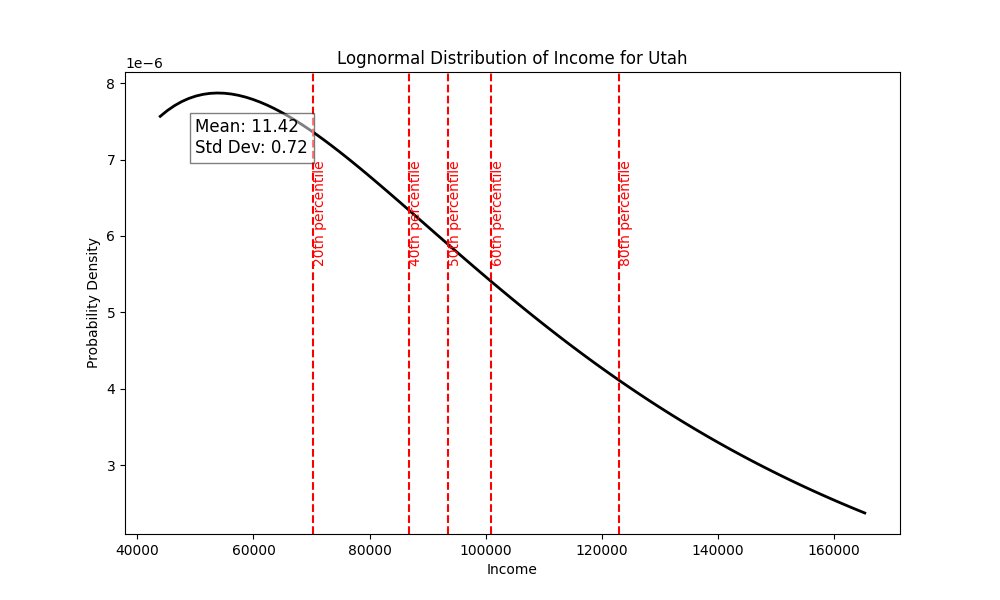 Lognormal Distribution of Income for Utah
1e−6
8
7
6
5
4
3
Probability Density
Mean: 11.42
Std Dev: 0.72
20th percentile
40th percentile
50th percentile
60th percentile
80th percentile
40000
60000
80000
100000
120000
140000
160000
Income